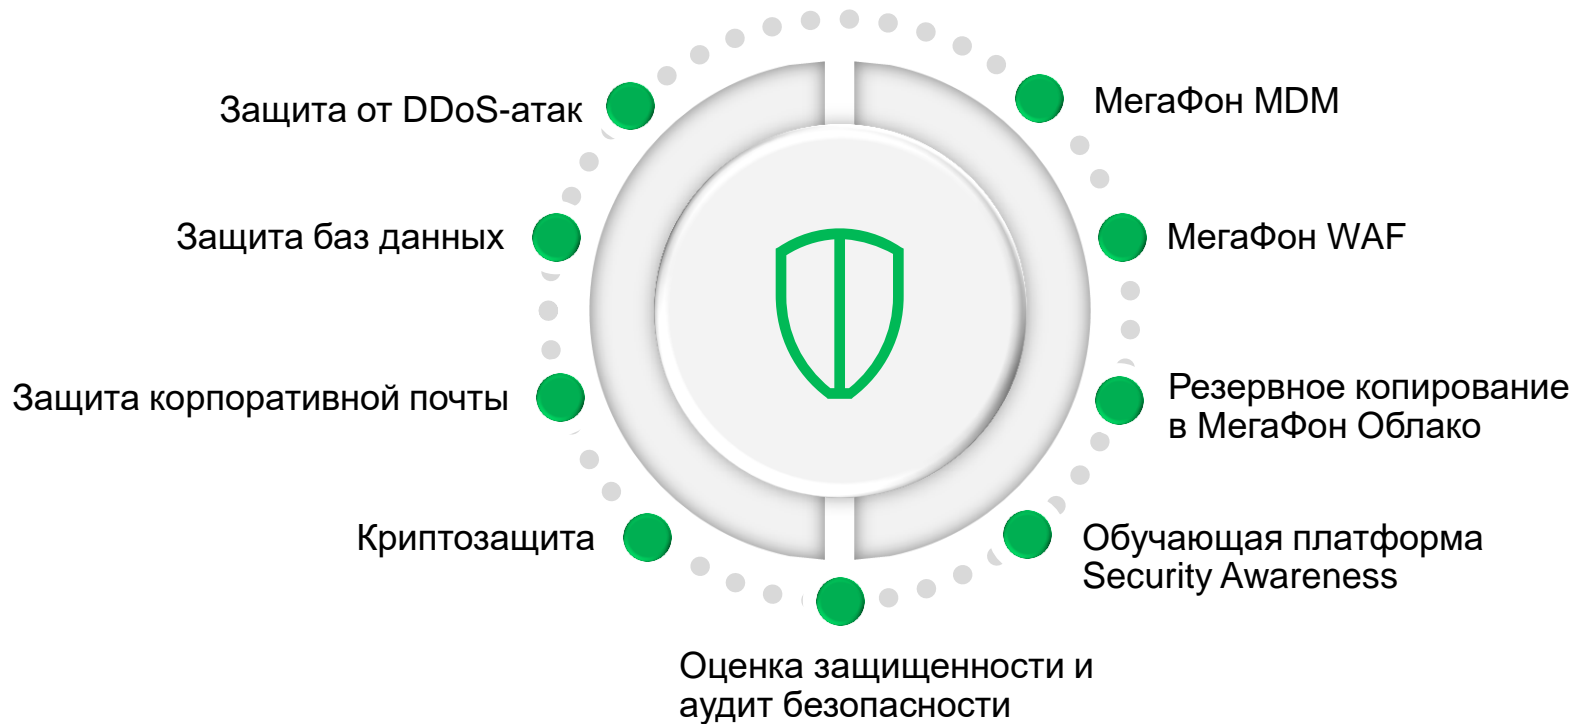 Защита от DDoS-атак
МегаФон MDM
Защита баз данных
МегаФон WAF
Защита корпоративной почты
Резервное копирование
в МегаФон Облако
Криптозащита
Обучающая платформа
Security Awareness
Оценка защищенности и
аудит безопасности